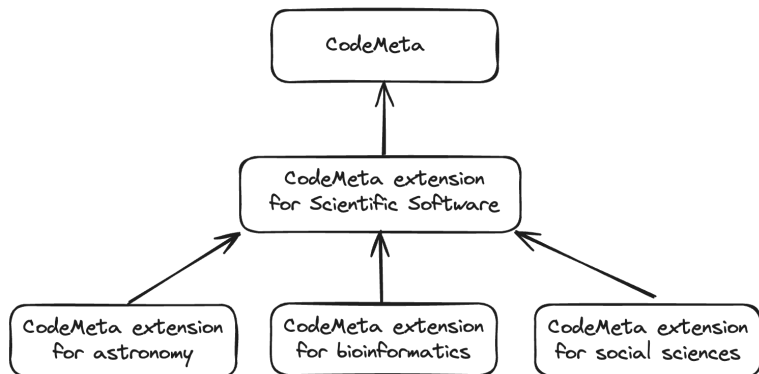 CodeMeta
CodeMeta extension
for Scientific Software
CodeMeta extension
for astronomy
CodeMeta extension
for bioinformatics
CodeMeta extension
for social sciences